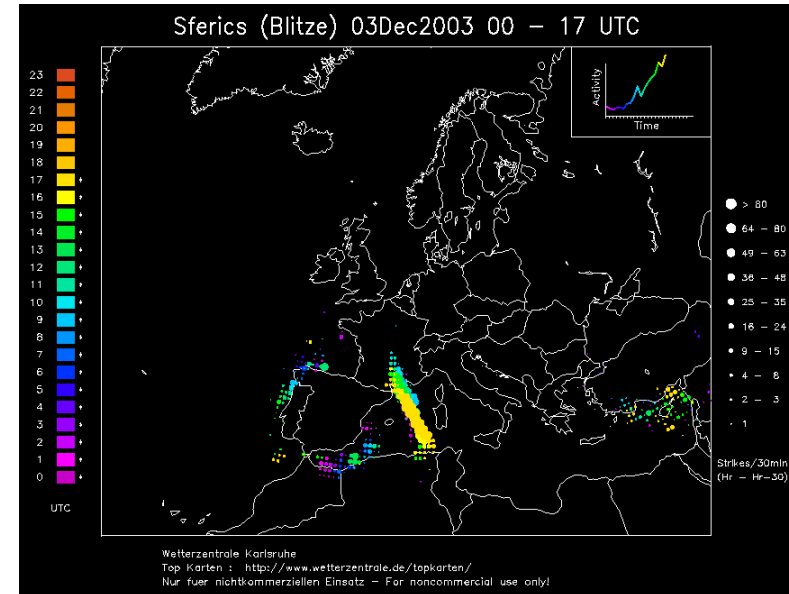 Sferics (Blitze) 03Dec2003 00 – 17 UTC
Activity
Time
23
22
21
20
19
18
17
16
15
14
13
12
11
10
9
8
7
6
5
4
3
2
1
0
UTC
> 80
64 – 80
49 – 63
36 – 48
25 – 35
16 – 24
9 – 15
4 – 8
2 – 3
1
Strikes/30min
(Hr – Hr-30)
Wetterzentrale Karlsruhe
Top Karten : http://www.wetterzentrale.de/topkarten/
Nur fuer nichtkommerziellen Einsatz – For noncommercial use only!